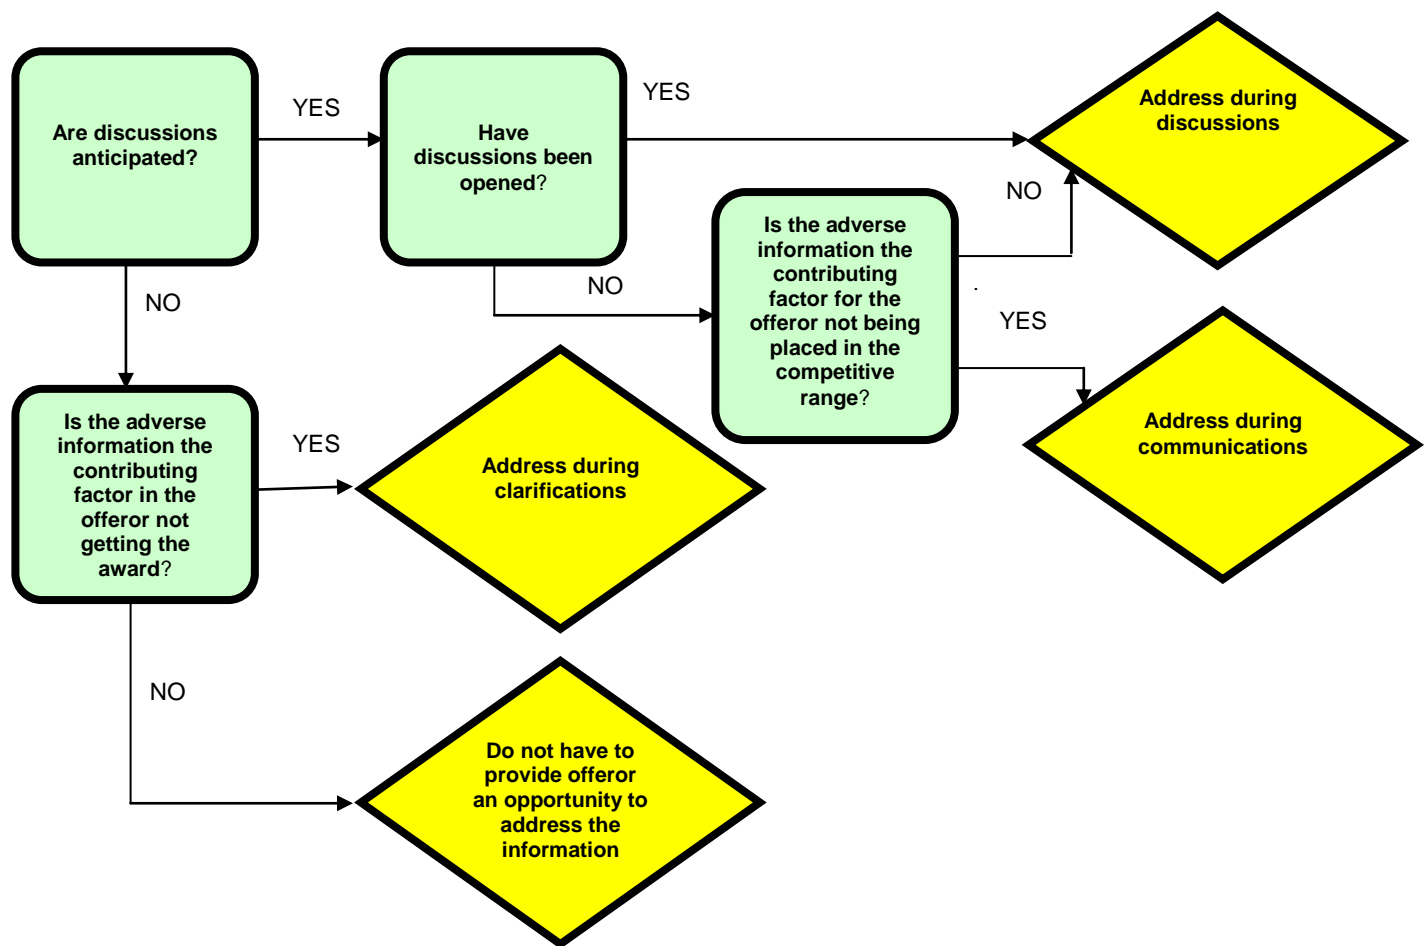 Are discussions
anticipated?
YES
Have
discussions been
opened?
YES
Address during
discussions
NO
Is the adverse
information the
contributing
factor for the
offeror not being
placed in the
competitive
range?
NO
.
YES
Address during
communications
NO
Is the adverse
information the
contributing
factor in the
offeror not
getting the
award?
YES
Address during
clarifications
NO
Do not have to
provide offeror
an opportunity to
address the
information